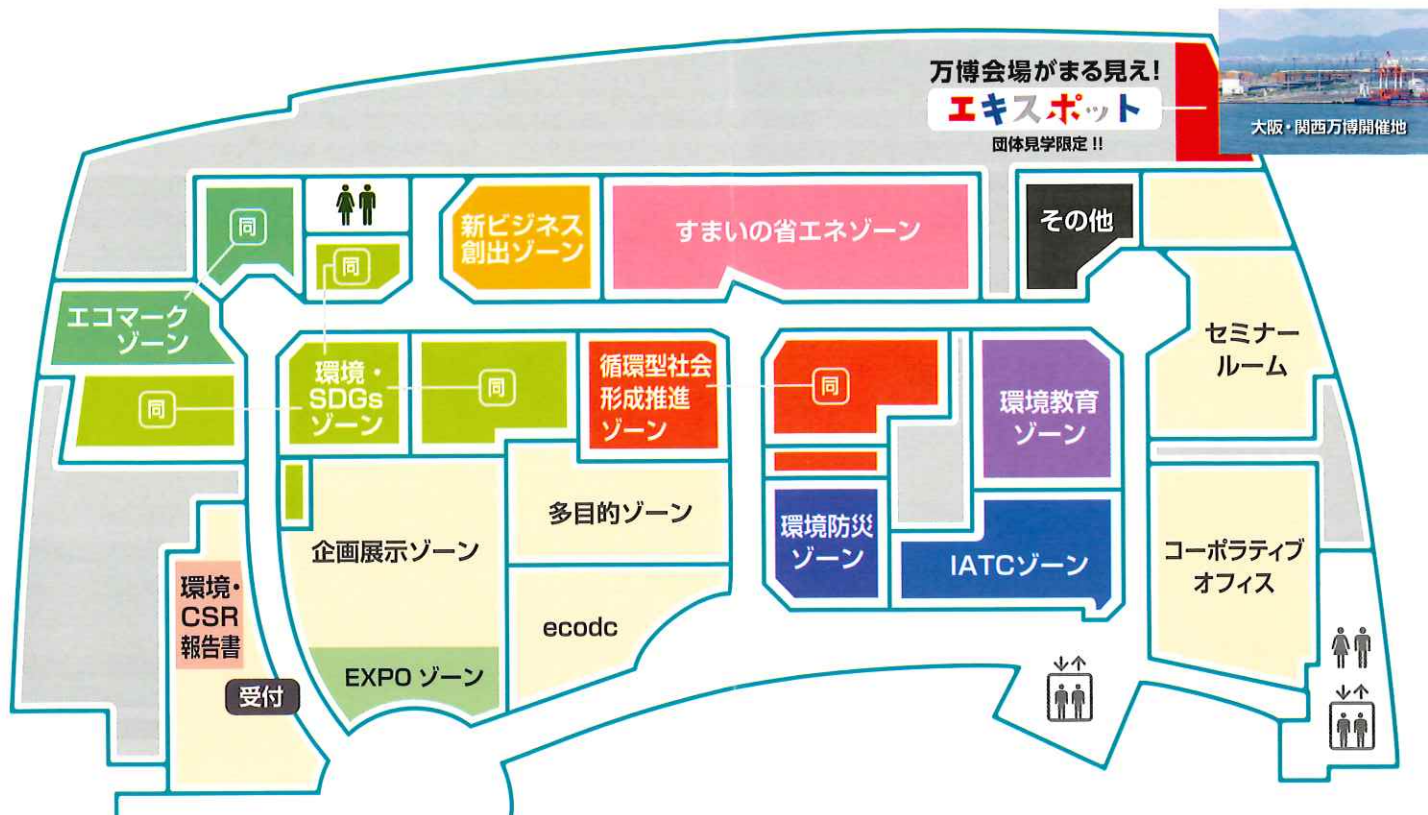 万博会場がまる見え!
エキスポット
団体見学限定 !!
大阪・関西万博開催地
同
新ビジネス
創出ゾーン
すまいの省エネゾーン
その他
同
エコマーク
ゾーン
セミナー
ルーム
環境・
SDGs
ゾーン
同
同
循環型社会
形成推進
ゾーン
同
環境教育
ゾーン
多目的ゾーン
環境防災
ゾーン
企画展示ゾーン
IATCゾーン
コーポラティブ
オフィス
環境・
CSR
報告書
ecodc
EXPO ゾーン
受付